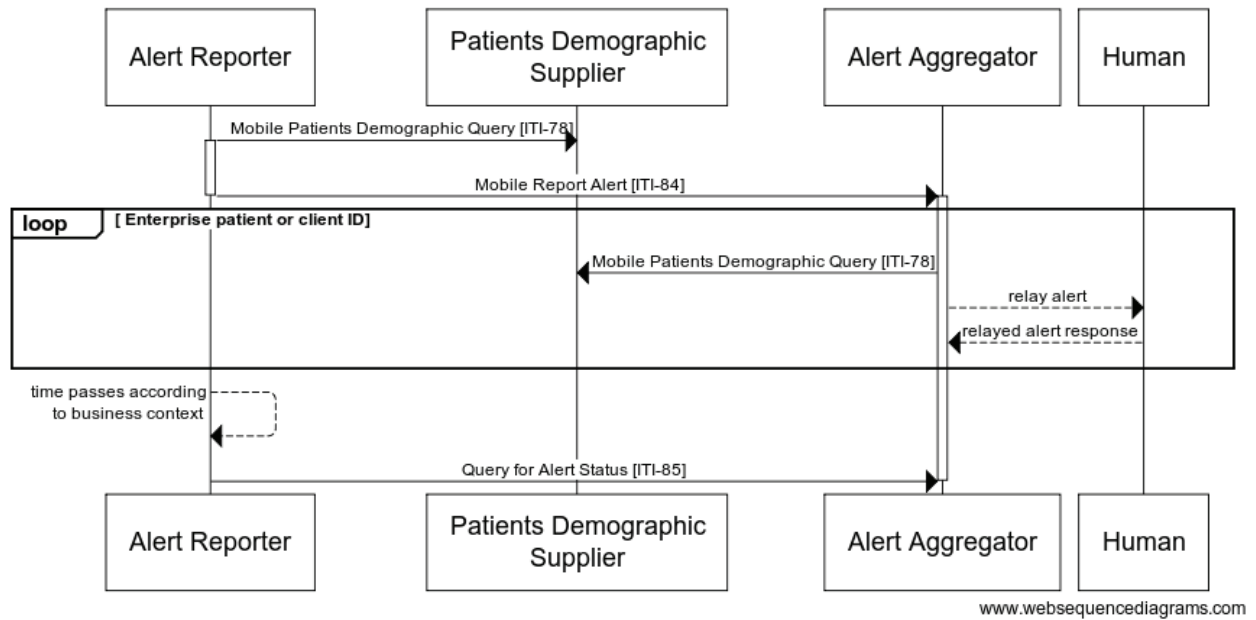 Alert Reporter
Patients Demographic
Supplier
Alert Aggregator
Human
Mobile Patients Demographic Query [ITI-78]
Mobile Report Alert [ITI-84]
loop
[ Enterprise patient or client ID]
Mobile Patients Demographic Query [ITI-78]
relay alert
relayed alert response
time passes according
to business context
Query for Alert Status [ITI-85]
Alert Reporter
Patients Demographic
Supplier
Alert Aggregator
Human
www.websequencediagrams.com